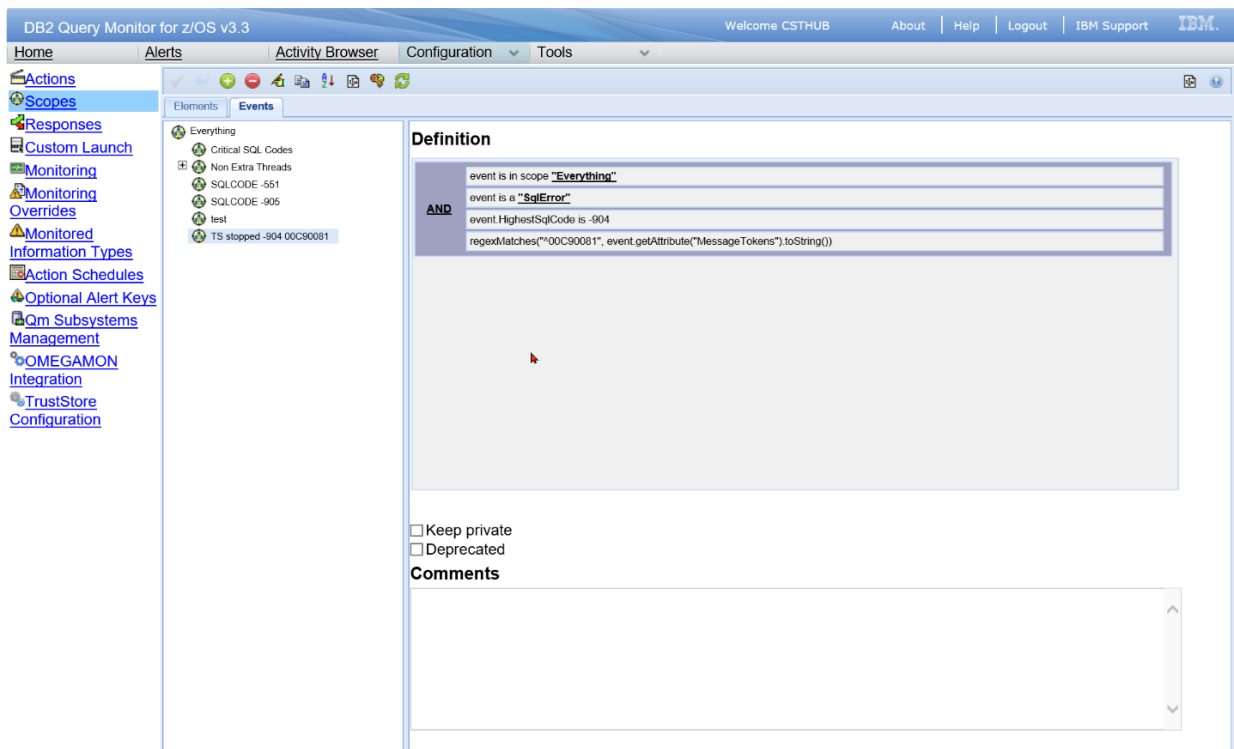 DB2 Query Monitor for z/OS v3.3
Welcome CSTHUB
About
Help
Logout
IBM Support
IBM.
Home
Alerts
Activity Browser
Configuration
Tools
Actions
Scopes
Responses
Custom Launch
Monitoring
Monitoring
Overrides
Monitored
Information Types
Action Schedules
Optional Alert Keys
Qm Subsystems
Management
OMEGAMON
Integration
TrustStore
Configuration
Elements
Events
Everything
Critical SQL Codes
Non Extra Threads
SQLCODE -551
SQLCODE -905
test
TS stopped -904 00C90081
Definition
AND
event is in scope "Everything"
event is a "SqlError"
event.HighestSqlCode is -904
regexMatches("^00C90081", event.getAttribute("MessageTokens").toString())
Keep private
Deprecated
Comments